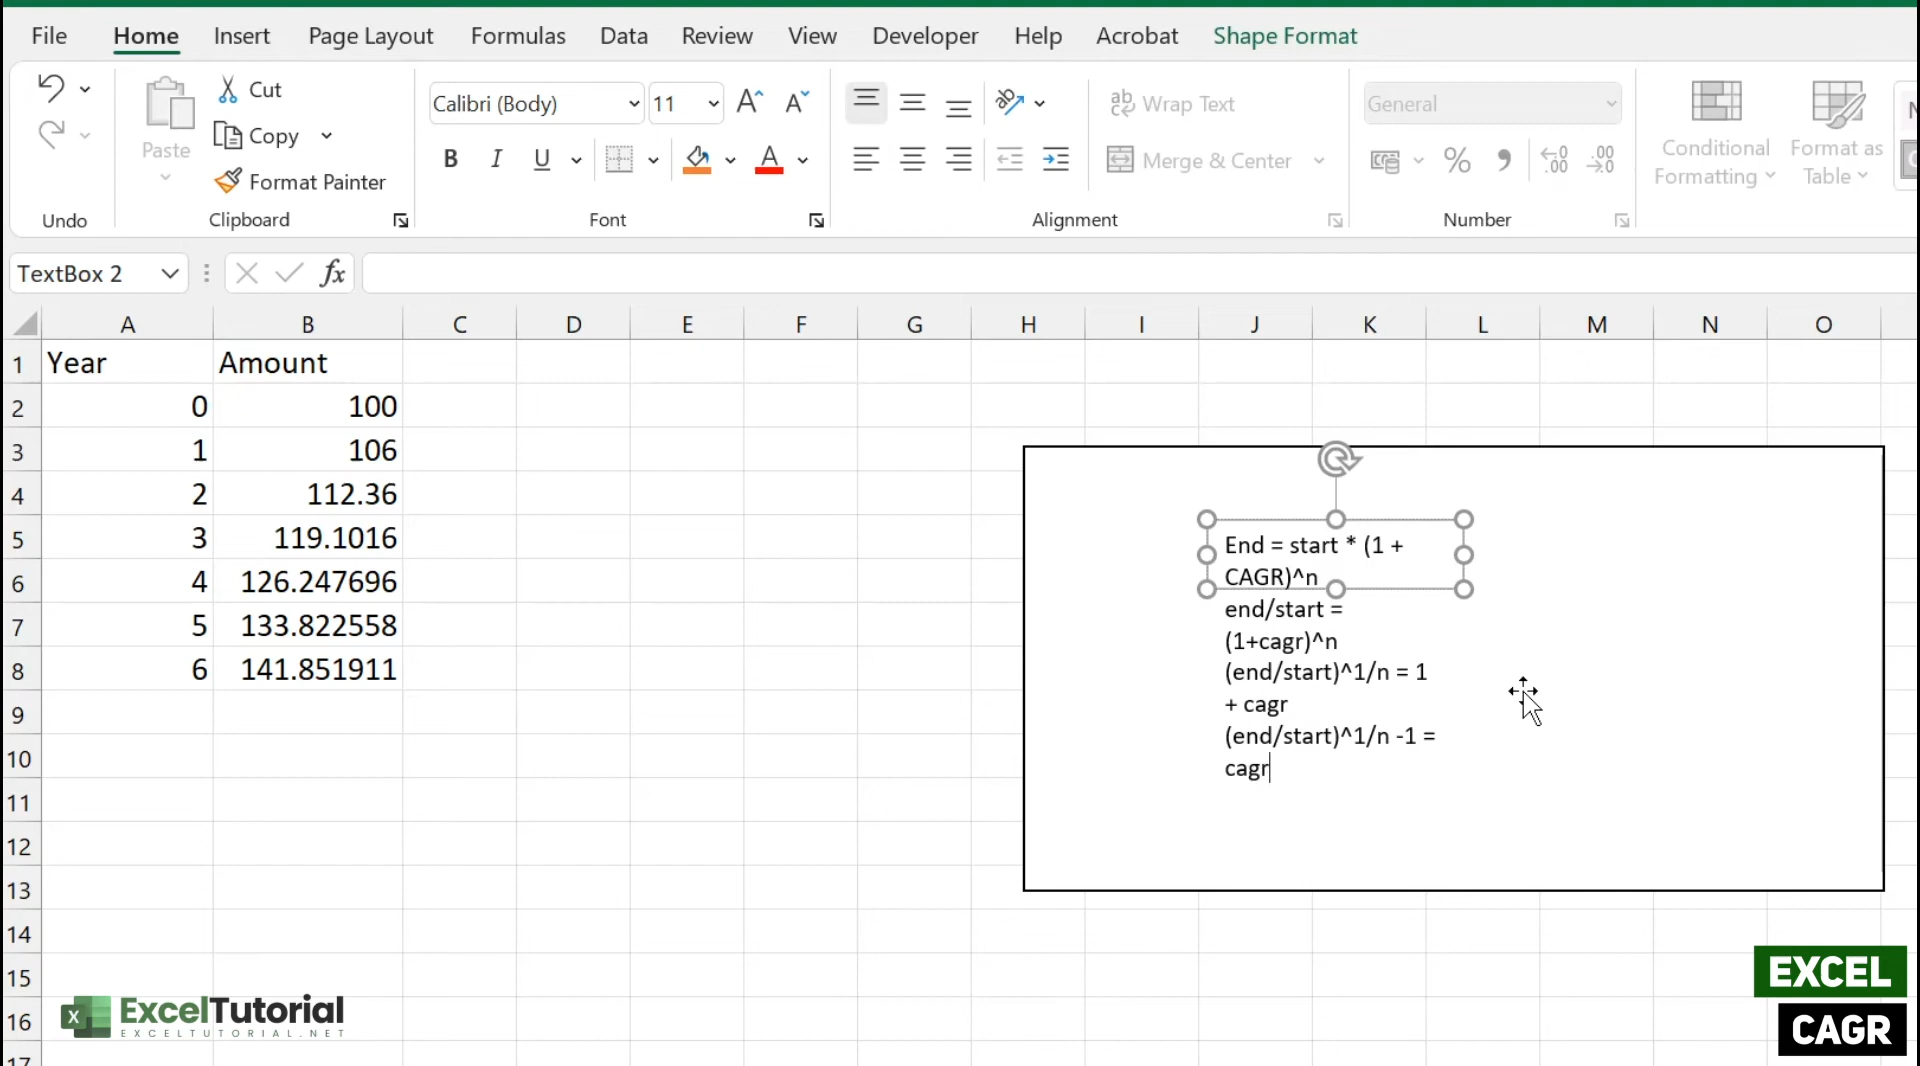 File Home Insert Page Layout Formulas Data Review View Developer Help Acrobat Shape Format
Cut
Copy
Format Painter
Paste
Calibri (Body) 11
B I U
Wrap Text
Merge & Center
General
Conditional
Formatting
Format as
Table
Undo Clipboard Font Alignment Number
TextBox 2 fx
A B C D E F G H I J K L M N O
1 Year Amount
2 0 100
3 1 106
4 2 112.36
5 3 119.1016
6 4 126.247696
7 5 133.822558
8 6 141.851911
9
10
11
12
13
14
15
16
17
End = start * (1 +
CAGR)^n
end/start =
(1+cagr)^n
(end/start)^1/n = 1
+ cagr
(end/start)^1/n -1 =
cagr
X ExcelTutorial
EXCELTUTORIAL.NET
EXCEL
CAGR